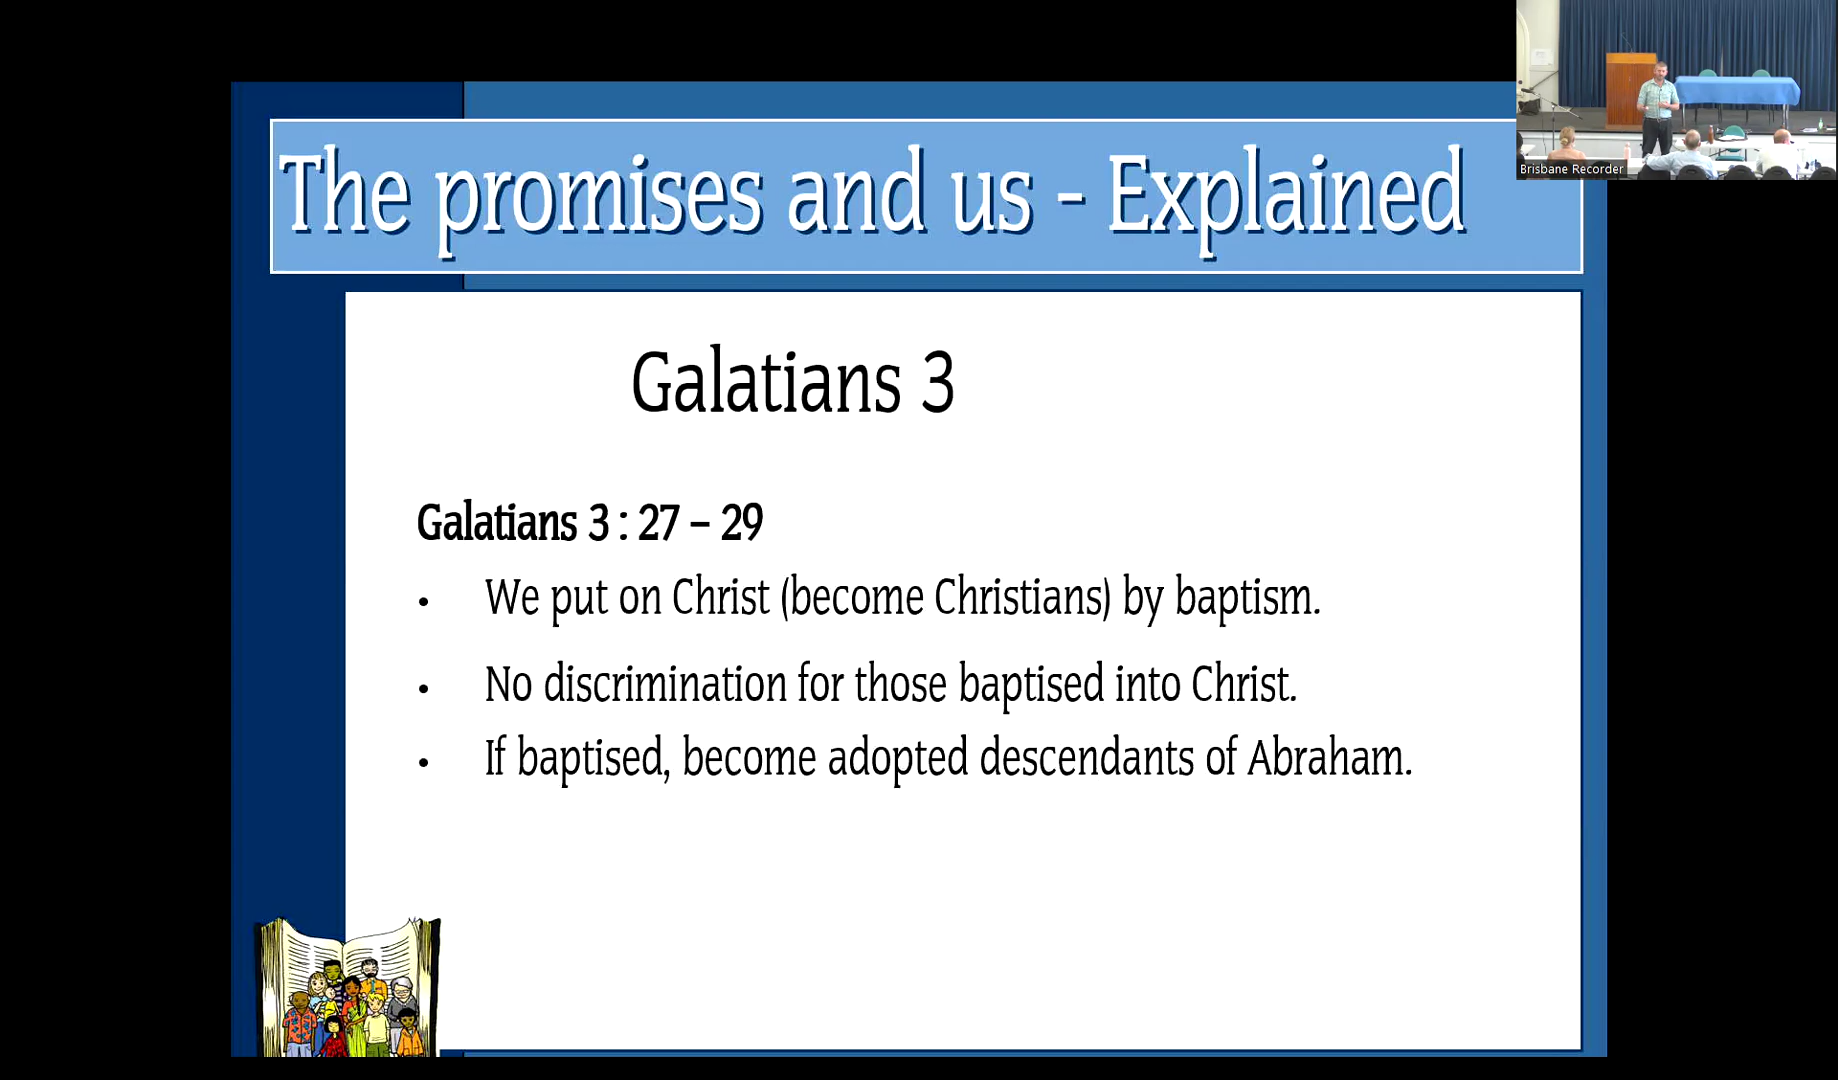 The promises and us - Explained
Brisbane Recorder
Galatians 3
Galatians 3 : 27 – 29
• We put on Christ (become Christians) by baptism.
• No discrimination for those baptised into Christ.
• If baptised, become adopted descendants of Abraham.